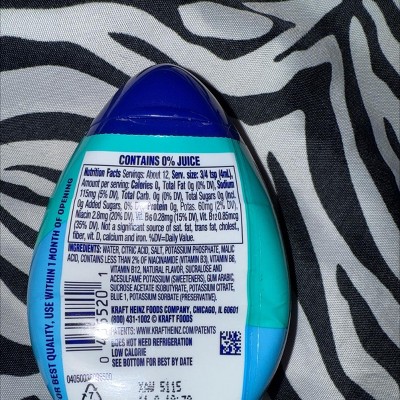 CONTAINS 0% JUICE
Nutrition Facts Servings: About 12, Serv. size: 3/4 tsp (4mL),
Amount per serving: Calories 0, Total Fat 0g (0% DV), Sodium
115mg (5% DV), Total Carb. 0g (0% DV), Total Sugars 0g (Incl.
0g Added Sugars, 0% DV), Protein 0g, Potas. 60mg (2% DV),
Niacin 2.8mg (20% DV), Vit. B6 0.28mg (15% DV), Vit. B12 0.85mcg
(35% DV). Not a significant source of sat. fat, trans fat, cholest.,
fiber, vit. D, calcium and iron. %DV=Daily Value.
INGREDIENTS: WATER, CITRIC ACID, SALT, POTASSIUM PHOSPHATE, MALIC
ACID, CONTAINS LESS THAN 2% OF NIACINAMIDE (VITAMIN B3), VITAMIN B6,
VITAMIN B12, NATURAL FLAVOR, SUCRALOSE AND
ACESULFAME POTASSIUM (SWEETENERS), GUM ARABIC,
SUCROSE ACETATE ISOBUTYRATE, POTASSIUM CITRATE,
BLUE 1, POTASSIUM SORBATE (PRESERVATIVE).
KRAFT HEINZ FOODS COMPANY, CHICAGO, IL 60601
(800) 431-1002 © KRAFT FOODS
PATENTS: WWW.KRAFTHEINZ.COM/PATENTS
DOES NOT NEED REFRIGERATION
LOW CALORIE
SEE BOTTOM FOR BEST BY DATE
FOR BEST QUALITY, USE WITHIN 1 MONTH OF OPENING
5115
7